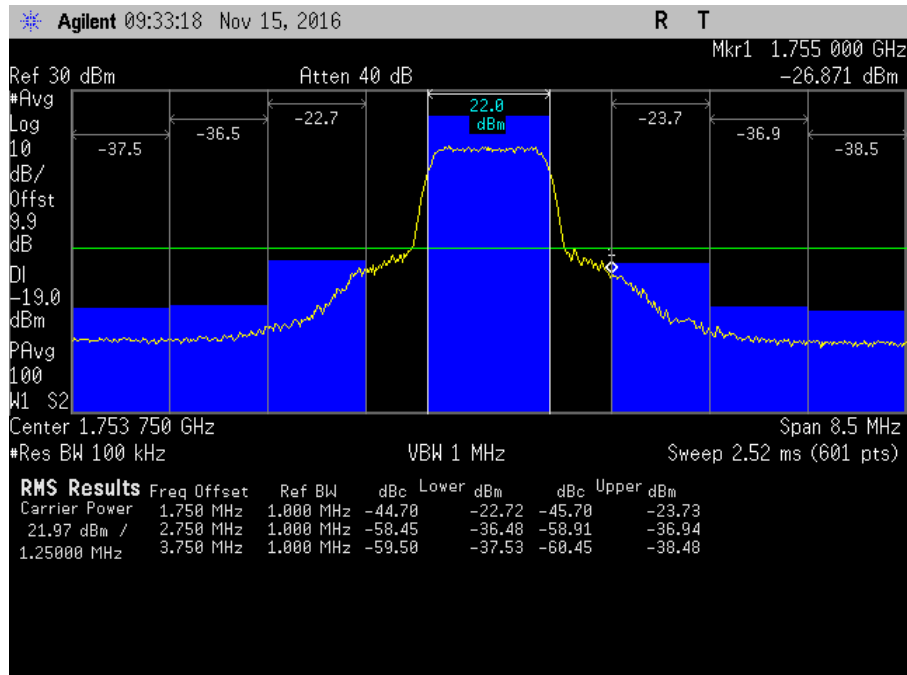 Agilent 09:33:18 Nov 15, 2016 R T
Mkr1 1.755 000 GHz
Ref 30 dBm Atten 40 dB -26.871 dBm
#Avg
Log
10
dB/
Offst
9.9
dB
DI
-19.0
dBm
PAvg
100
W1 S2
-37.5 -36.5 -22.7 22.0 dBm -23.7 -36.9 -38.5
Center 1.753 750 GHz Span 8.5 MHz
#Res BW 100 kHz VBW 1 MHz Sweep 2.52 ms (601 pts)
RMS Results Freq Offset Ref BW dBc Lower dBm dBc Upper dBm
Carrier Power 1.750 MHz 1.000 MHz -44.70 -22.72 -45.70 -23.73
21.97 dBm / 2.750 MHz 1.000 MHz -58.45 -36.48 -58.91 -36.94
1.25000 MHz 3.750 MHz 1.000 MHz -59.50 -37.53 -60.45 -38.48